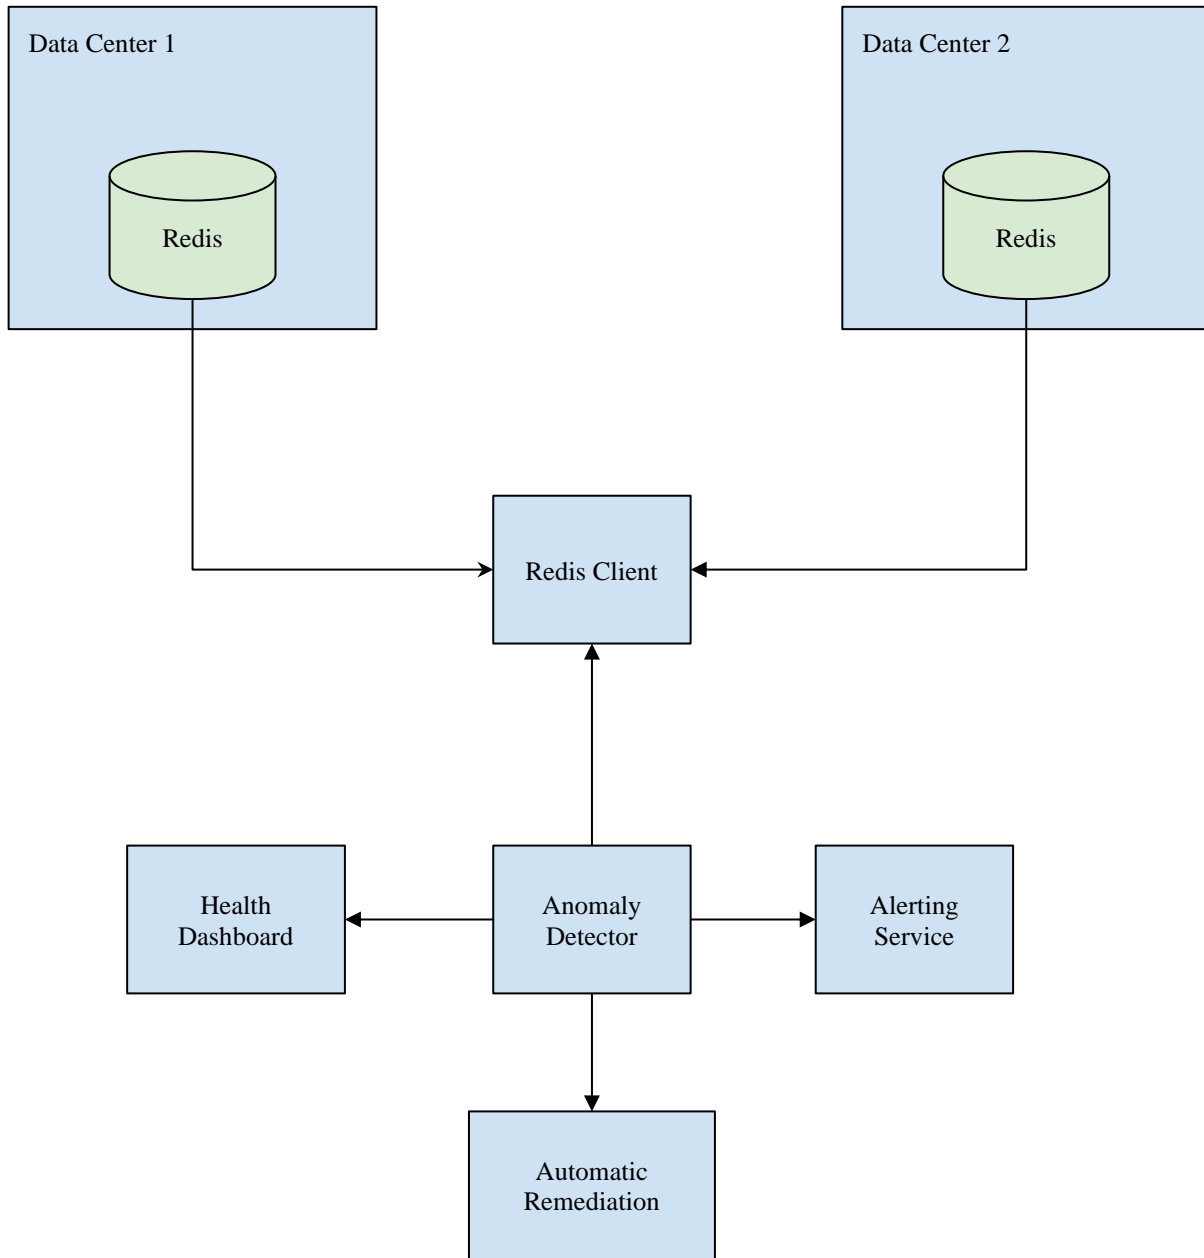 Data Center 1
Data Center 2
Redis
Redis
Redis Client
Health
Dashboard
Anomaly
Detector
Alerting
Service
Automatic
Remediation